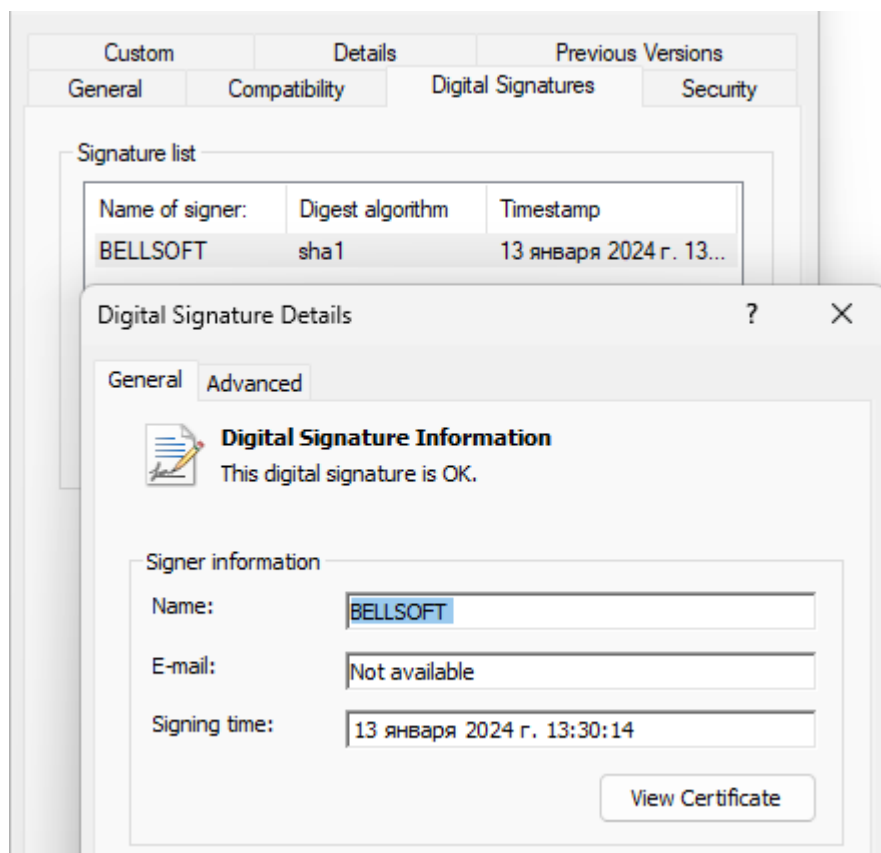 Custom Details Previous Versions
General Compatibility Digital Signatures Security
Signature list
Name of signer: Digest algorithm Timestamp
BELLSOFT sha1 13 января 2024 г. 13...
Digital Signature Details ?
General Advanced
Digital Signature Information
This digital signature is OK.
Signer information
Name: BELLSOFT
E-mail: Not available
Signing time: 13 января 2024 г. 13:30:14
View Certificate